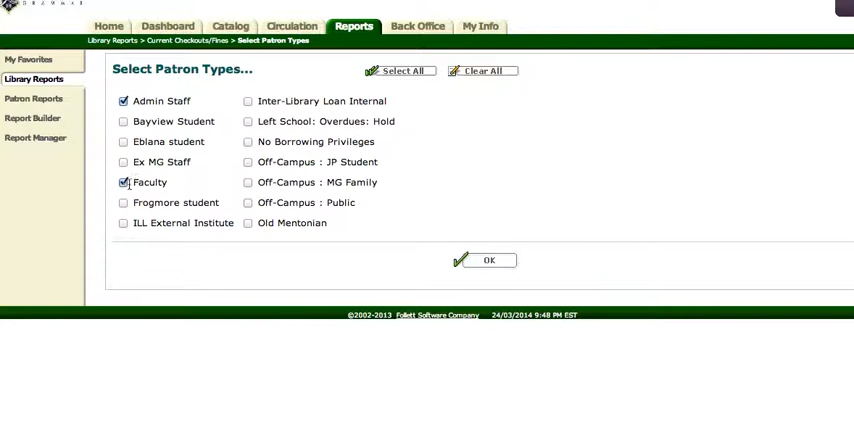 Home Dashboard Catalog Circulation Reports Back Office My Info
Library Reports > Current Checkouts/Fines > Select Patron Types
My Favorites
Library Reports
Patron Reports
Report Builder
Report Manager
Select Patron Types... Select All Clear All
Admin Staff Inter-Library Loan Internal
Bayview Student Left School: Overdues: Hold
Eblana student No Borrowing Privileges
Ex MG Staff Off-Campus : JP Student
Faculty Off-Campus : MG Family
Frogmore student Off-Campus : Public
ILL External Institute Old Mentonian
OK
©2002-2013 Follett Software Company 24/03/2014 9:48 PM EST